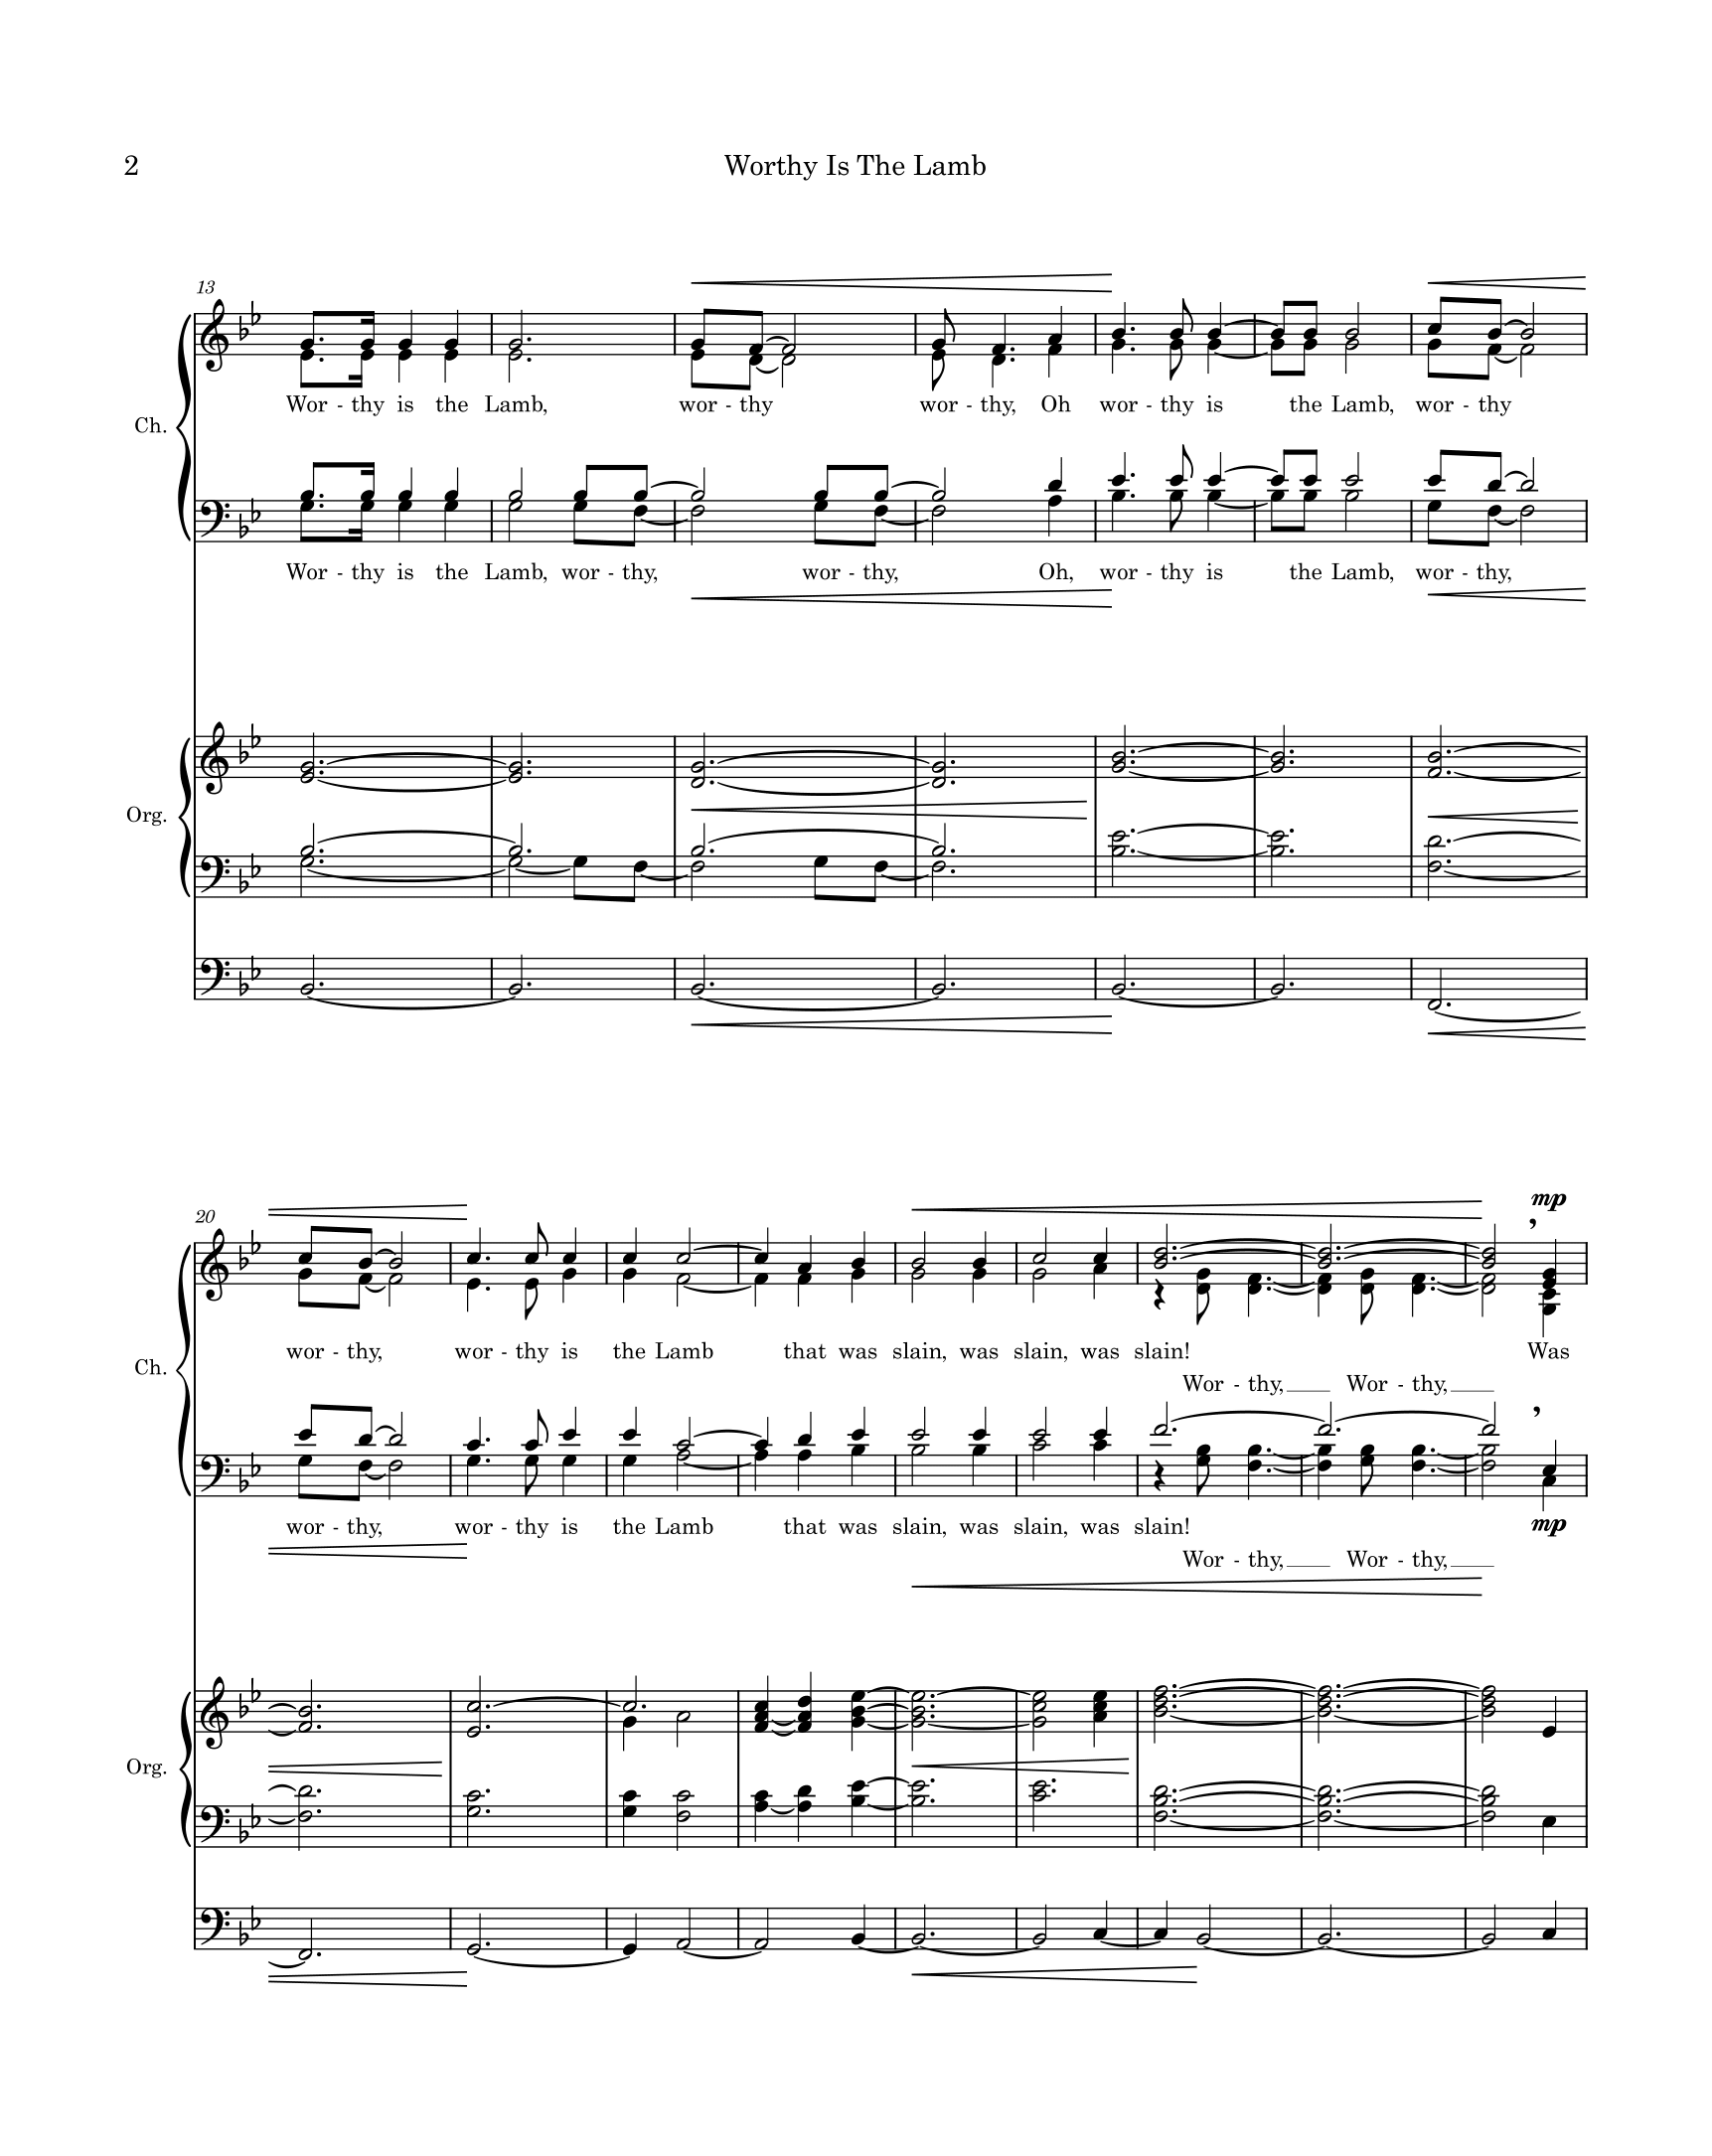 2 Worthy Is The Lamb
13
Wor - thy is the Lamb, wor - thy wor - thy, Oh wor - thy is the Lamb, wor - thy
Ch.
Wor - thy is the Lamb, wor - thy, wor - thy, Oh, wor - thy is the Lamb, wor - thy,
Org.
mp
20
wor - thy, wor - thy is the Lamb that was slain, was slain, was slain! Was
Ch.
Wor - thy, Wor - thy,
wor - thy, wor - thy is the Lamb that was slain, was slain, was slain! mp
Wor - thy, Wor - thy,
Org.